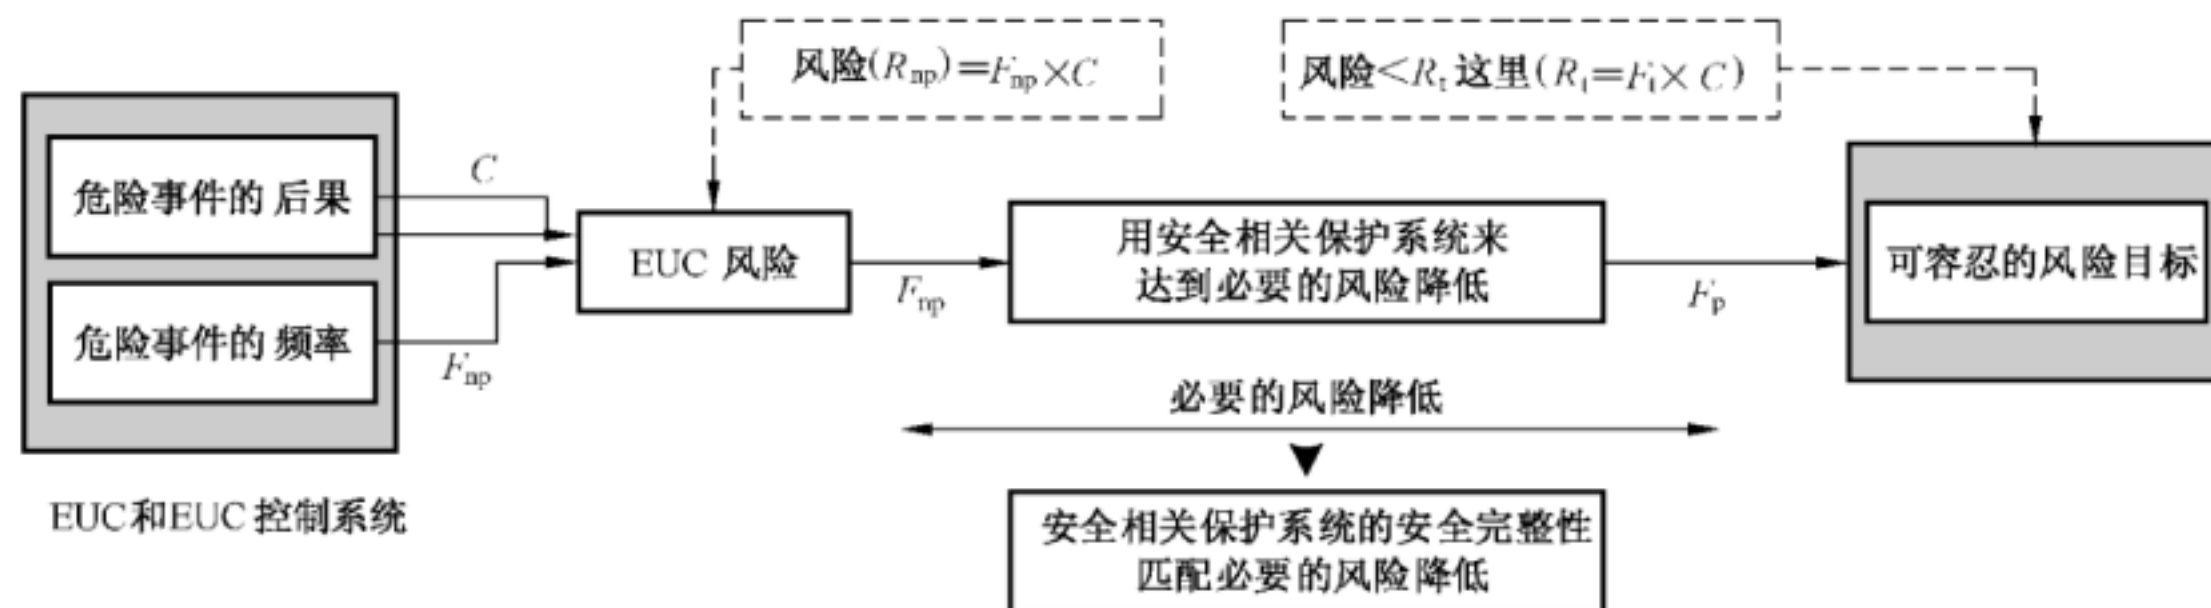 风险(Rnp)=Fnp×C
风险<Rt 这里(Rt=Ft×C)
危险事件的 后果
C
危险事件的 频率
Fnp
EUC 风险
Fnp
用安全相关保护系统来
达到必要的风险降低
Fp
可容忍的风险目标
必要的风险降低
EUC和EUC 控制系统
安全相关保护系统的安全完整性
匹配必要的风险降低